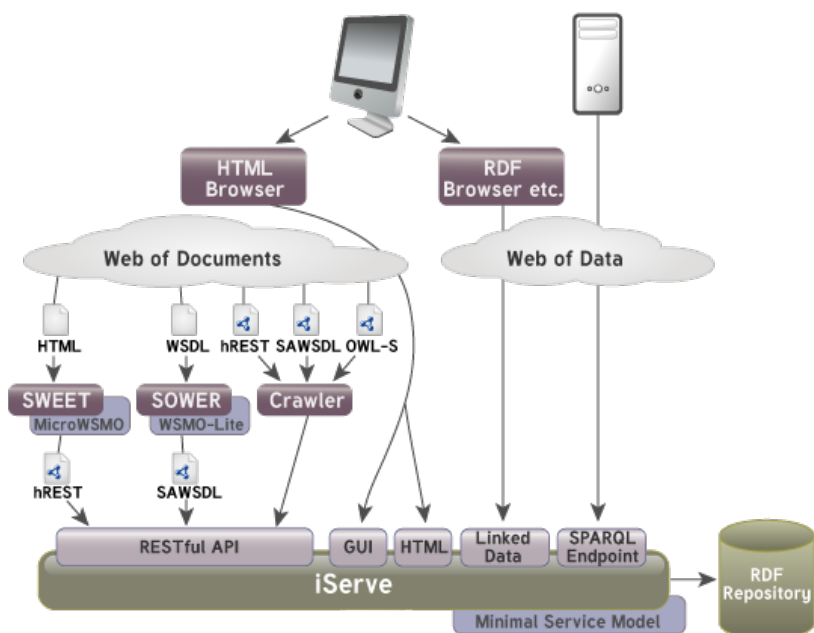 HTML
Browser
RDF
Browser etc.
Web of Documents
Web of Data
HTML
WSDL
hREST
SAWSDL
OWL-S
SWEET
MicroWSMO
SOWER
WSMO-Lite
Crawler
hREST
SAWSDL
RESTful API
GUI
HTML
Linked
Data
SPARQL
Endpoint
iServe
Minimal Service Model
RDF
Repository